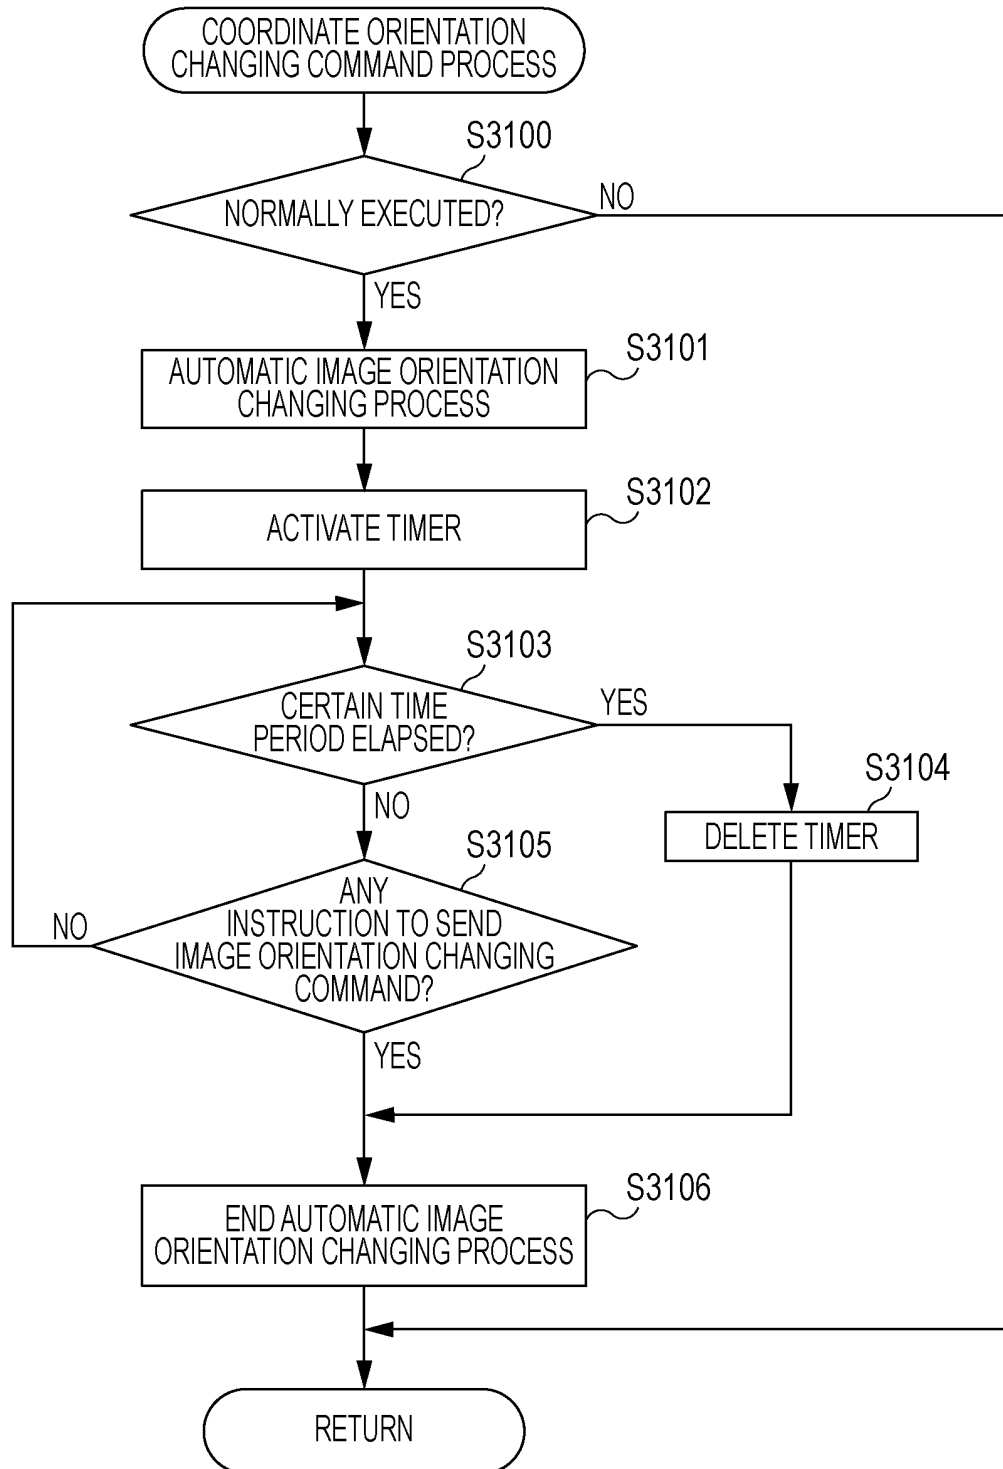 COORDINATE ORIENTATION
CHANGING COMMAND PROCESS
S3100
NORMALLY EXECUTED?
NO
YES
S3101
AUTOMATIC IMAGE ORIENTATION
CHANGING PROCESS
S3102
ACTIVATE TIMER
S3103
CERTAIN TIME
PERIOD ELAPSED?
YES
NO
S3104
DELETE TIMER
S3105
ANY
INSTRUCTION TO SEND
IMAGE ORIENTATION CHANGING
COMMAND?
NO
YES
S3106
END AUTOMATIC IMAGE
ORIENTATION CHANGING PROCESS
RETURN